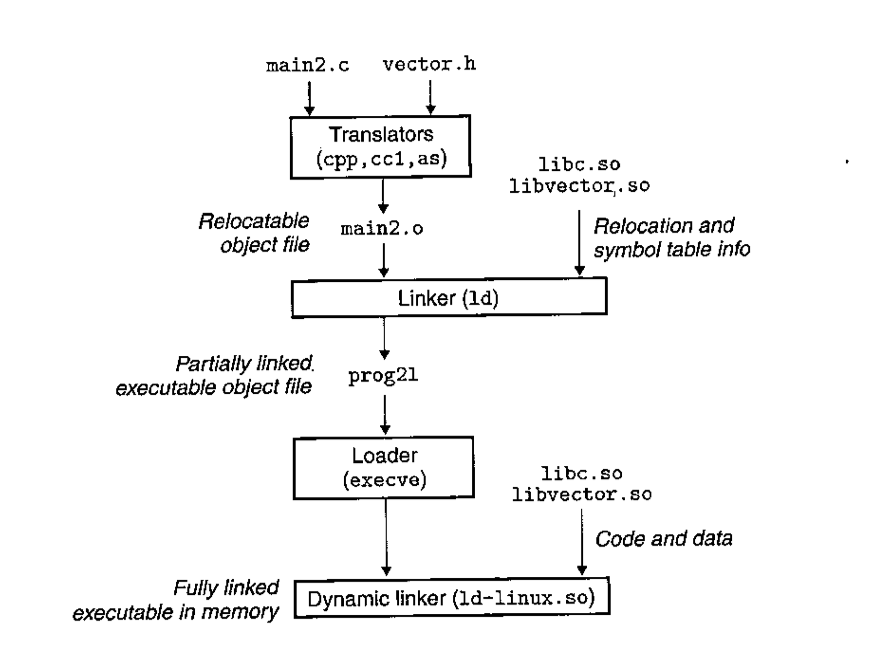 main2.c vector.h
Translators
(cpp,cc1,as)
libc.so
libvector.so
Relocatable
object file
main2.o
Relocation and
symbol table info
Linker (ld)
Partially linked
executable object file
prog2l
Loader
(execve)
libc.so
libvector.so
Code and data
Fully linked
executable in memory
Dynamic linker (ld-linux.so)